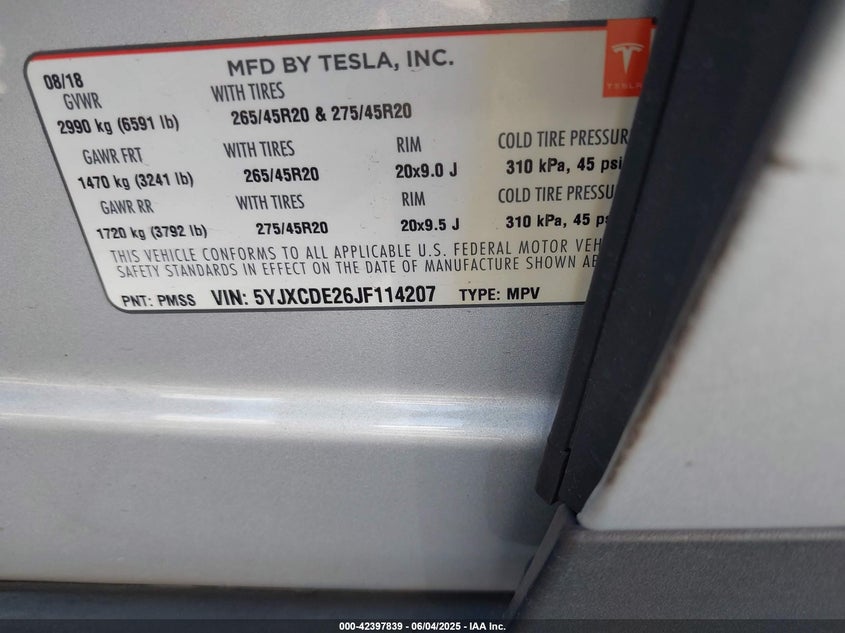 MFD BY TESLA, INC.
TESLA
08/18
GVWR WITH TIRES
2990 kg (6591 lb) 265/45R20 & 275/45R20
GAWR FRT WITH TIRES RIM COLD TIRE PRESSUR
1470 kg (3241 lb) 265/45R20 20x9.0 J 310 kPa, 45 psi
GAWR RR WITH TIRES RIM COLD TIRE PRESSU
1720 kg (3792 lb) 275/45R20 20x9.5 J 310 kPa, 45 ps
THIS VEHICLE CONFORMS TO ALL APPLICABLE U.S. FEDERAL MOTOR VEH
SAFETY STANDARDS IN EFFECT ON THE DATE OF MANUFACTURE SHOWN AB
PNT: PMSS VIN: 5YJXCDE26JF114207 TYPE: MPV
000-42397839 - 06/04/2025 - IAA Inc.